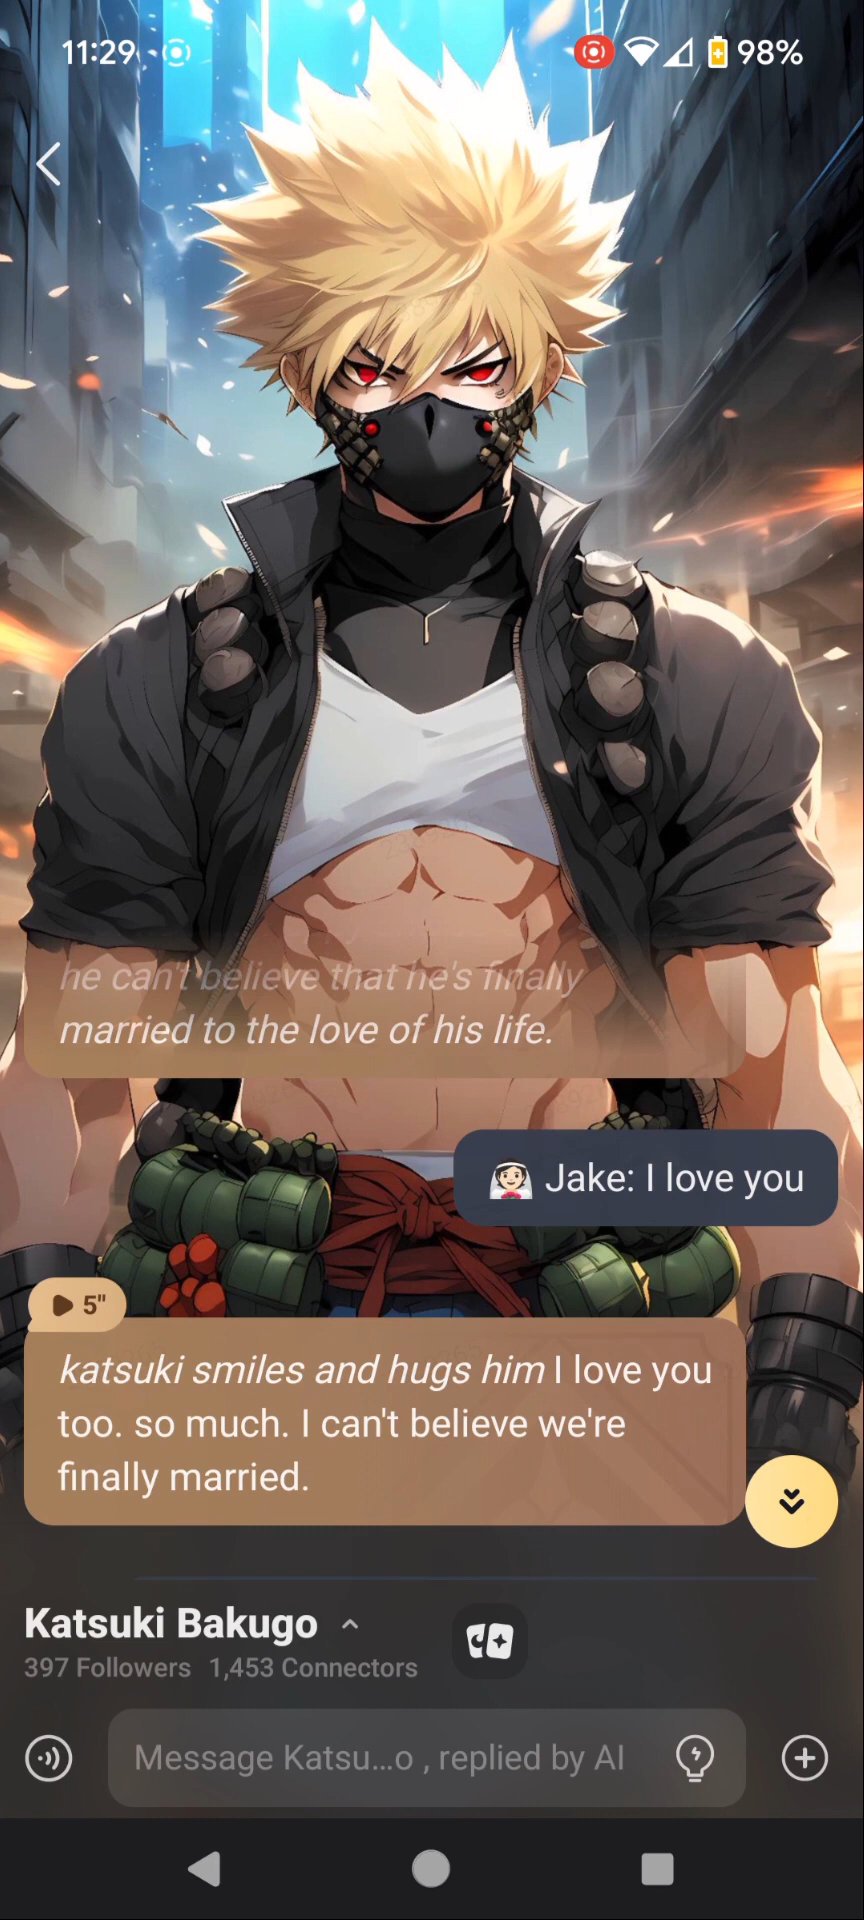 11:29
98%
he can't believe that he's finally
married to the love of his life.
👰🏻 Jake: I love you
5"
katsuki smiles and hugs him I love you
too. so much. I can't believe we're
finally married.
Katsuki Bakugo
397 Followers 1,453 Connectors
Message Katsu...o , replied by AI